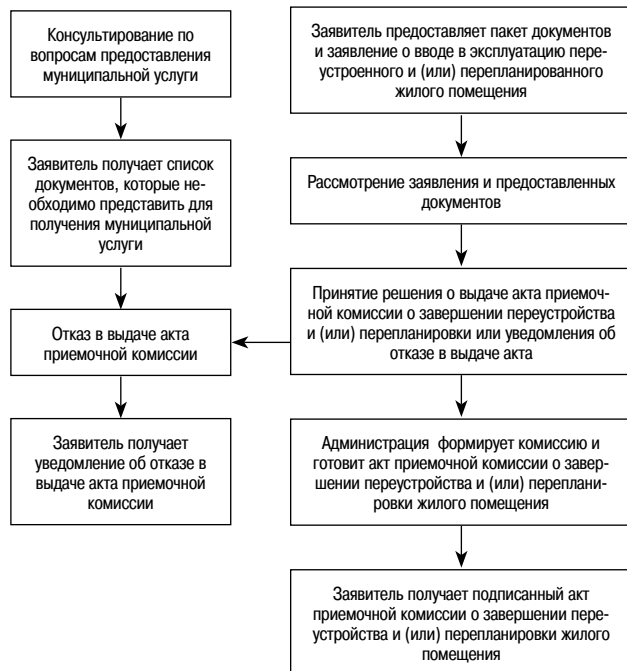 Консультирование по
вопросам предоставления
муниципальной услуги
Заявитель получает список
документов, которые не-
обходимо представить для
получения муниципальной
услуги
Отказ в выдаче акта
приемочной комиссии
Заявитель получает
уведомление об отказе в
выдаче акта приемочной
комиссии
Заявитель предоставляет пакет документов
и заявление о вводе в эксплуатацию пере-
устроенного и (или) перепланированного
жилого помещения
Рассмотрение заявления и предоставленных
документов
Принятие решения о выдаче акта приемоч-
ной комиссии о завершении переустройства
и (или) перепланировки или уведомления об
отказе в выдаче акта
Администрация формирует комиссию и
готовит акт приемочной комиссии о завер-
шении переустройства и (или) переплани-
ровки жилого помещения
Заявитель получает подписанный акт
приемочной комиссии о завершении пере-
устройства и (или) перепланировки жилого
помещения